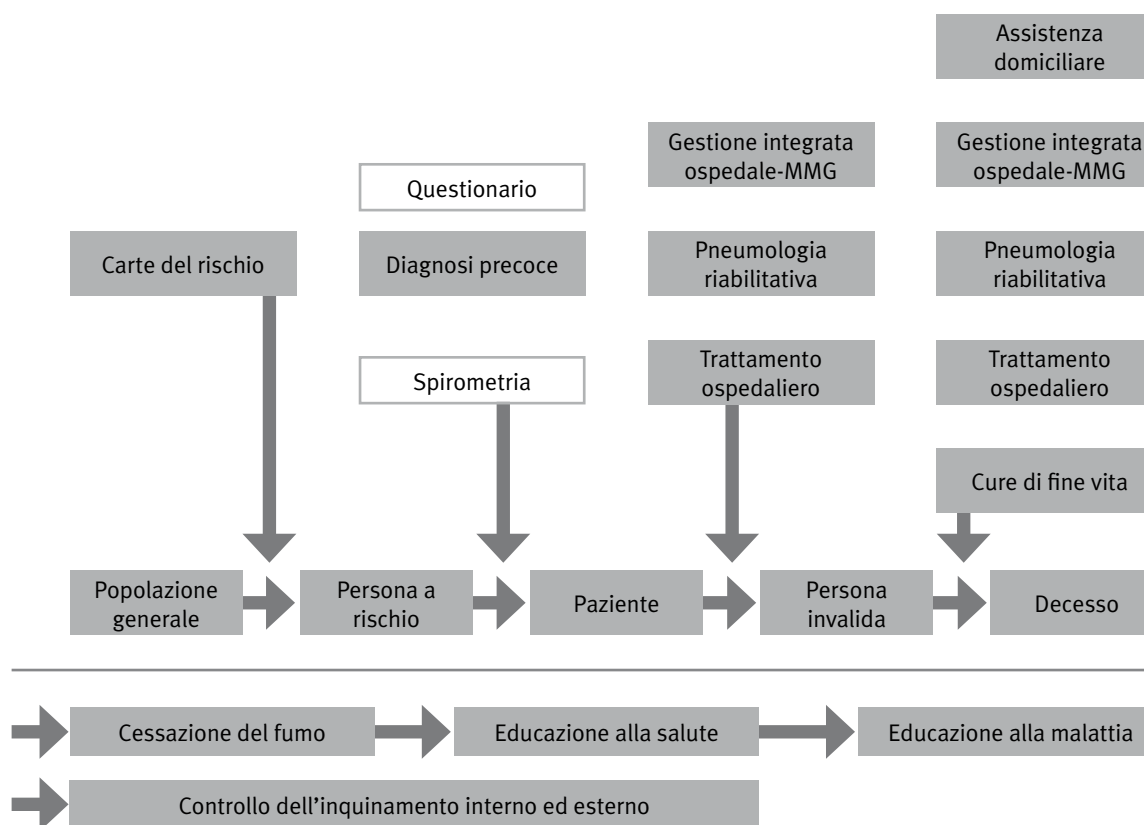 Assistenza
domiciliare
Gestione integrata
ospedale-MMG
Gestione integrata
ospedale-MMG
Questionario
Carte del rischio
Diagnosi precoce
Pneumologia
riabilitativa
Pneumologia
riabilitativa
Spirometria
Trattamento
ospedaliero
Trattamento
ospedaliero
Cure di fine vita
Popolazione
generale
Persona a
rischio
Paziente
Persona
invalida
Decesso
Cessazione del fumo
Educazione alla salute
Educazione alla malattia
Controllo dell'inquinamento interno ed esterno